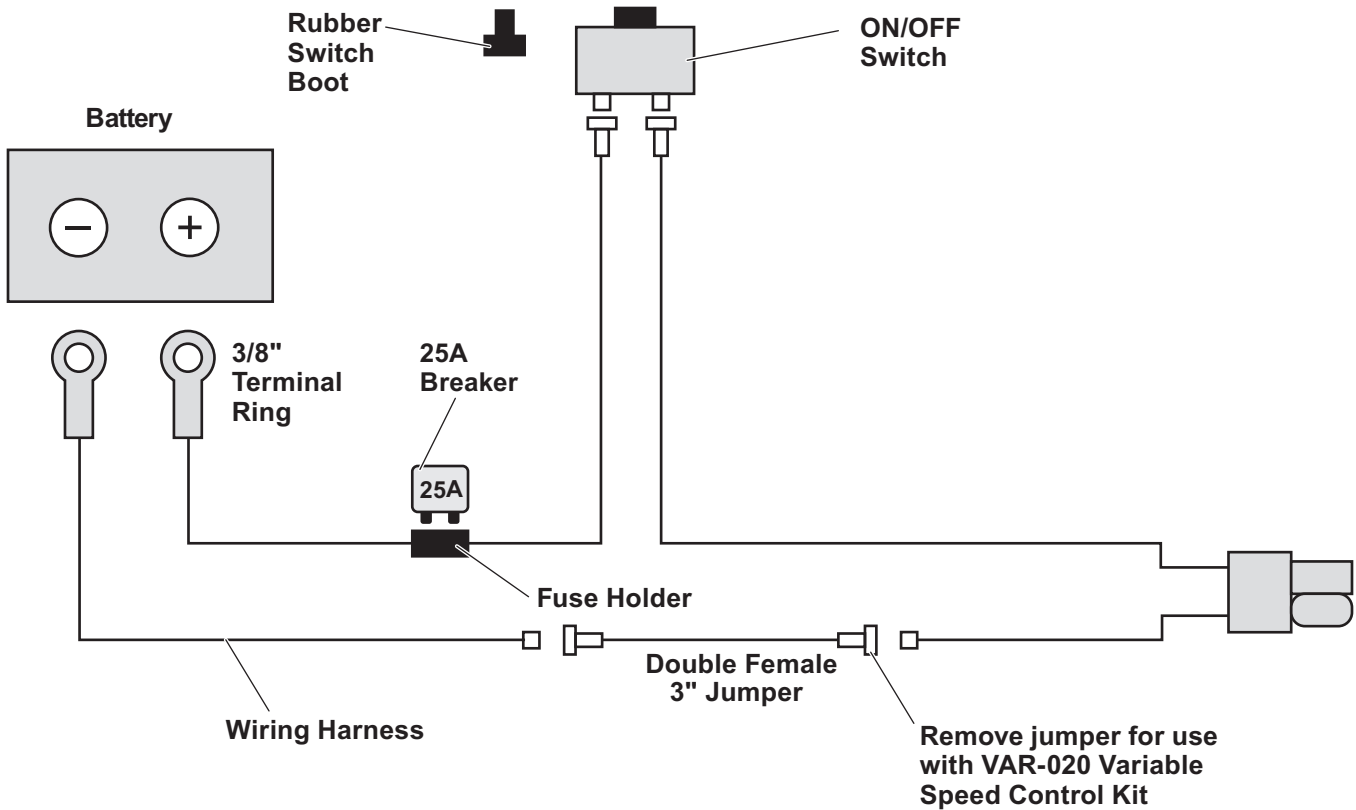 Rubber
Switch
Boot
ON/OFF
Switch
Battery
− +
3/8"
Terminal
Ring
25A
Breaker
25A
Fuse Holder
Double Female
3" Jumper
Wiring Harness
Remove jumper for use
with VAR-020 Variable
Speed Control Kit